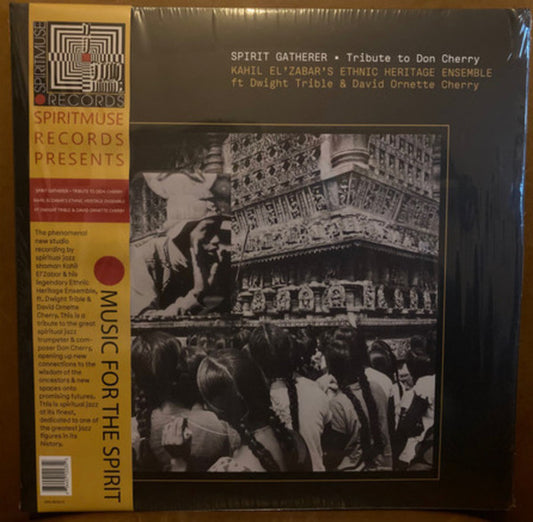 SPIRITMUSE
RECORDS
SPIRITMUSE
RECORDS
PRESENTS
SPIRIT GATHERER • TRIBUTE TO DON CHERRY
KAHIL EL'ZABAR'S ETHNIC HERITAGE ENSEMBLE
FT DWIGHT TRIBLE & DAVID ORNETTE CHERRY
The phenomenal
new studio
recording by
spiritual jazz
shaman Kahil
El'Zabar & his
legendary Ethnic
Heritage Ensemble,
ft. Dwight Trible &
David Ornette
Cherry. This is a
tribute to the great
spiritual jazz
trumpeter & com-
poser Don Cherry,
opening up new
connections to the
wisdom of the
ancestors & new
spaces onto
promising futures.
This is spiritual jazz
at its finest,
dedicated to one of
the greatest jazz
figures in its
history.
MUSIC FOR THE SPIRIT
SPIRIT GATHERER • Tribute to Don Cherry
KAHIL EL'ZABAR'S ETHNIC HERITAGE ENSEMBLE
ft Dwight Trible & David Ornette Cherry